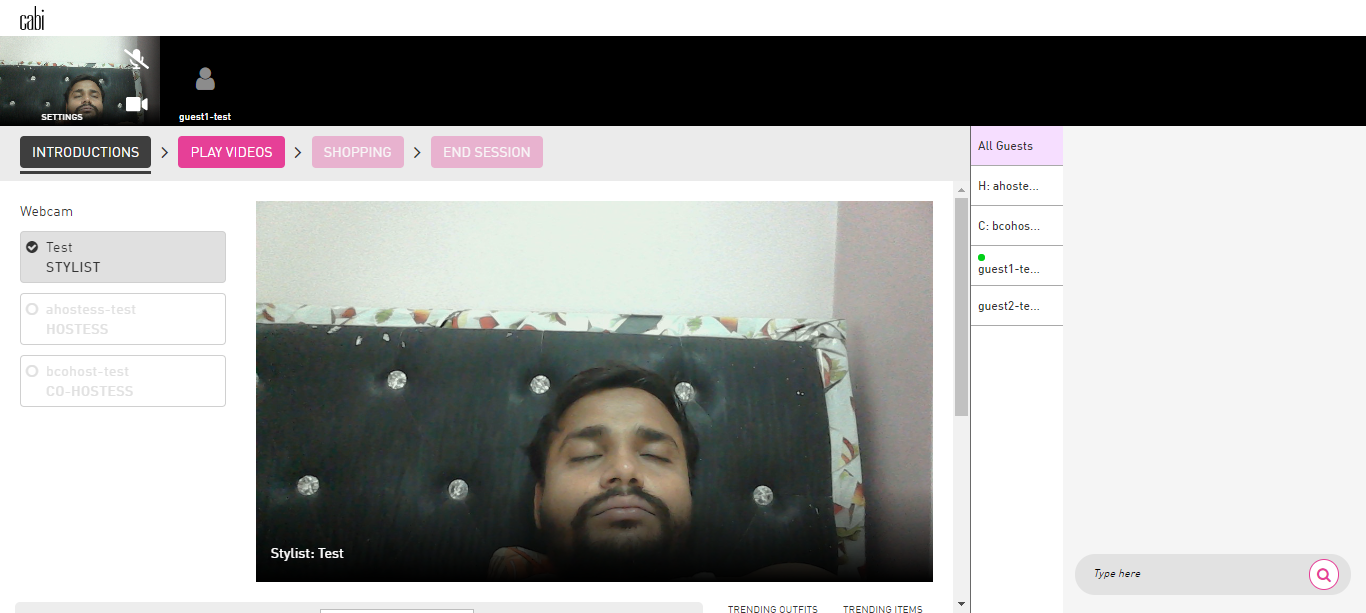 cabi
SETTINGS
guest1-test
INTRODUCTIONS
PLAY VIDEOS
SHOPPING
END SESSION
Webcam
Test
STYLIST
ahostess-test
HOSTESS
bcohost-test
CO-HOSTESS
Stylist: Test
TRENDING OUTFITS
TRENDING ITEMS
All Guests
H: ahoste...
C: bcohos...
guest1-te...
guest2-te...
Type here